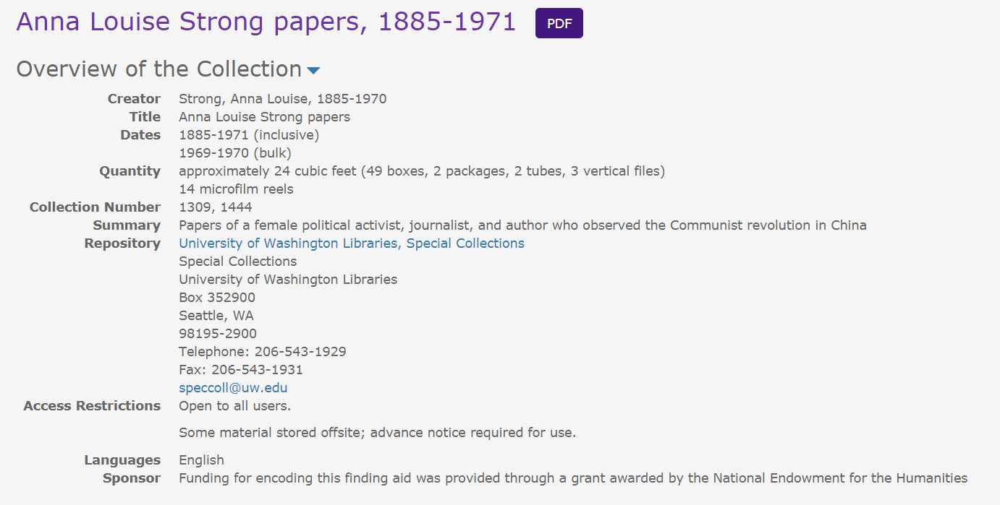 Anna Louise Strong papers, 1885-1971 PDF
Overview of the Collection
Creator Strong, Anna Louise, 1885-1970
Title Anna Louise Strong papers
Dates 1885-1971 (inclusive)
1969-1970 (bulk)
Quantity approximately 24 cubic feet (49 boxes, 2 packages, 2 tubes, 3 vertical files)
14 microfilm reels
Collection Number 1309, 1444
Summary Papers of a female political activist, journalist, and author who observed the Communist revolution in China
Repository University of Washington Libraries, Special Collections
Special Collections
University of Washington Libraries
Box 352900
Seattle, WA
98195-2900
Telephone: 206-543-1929
Fax: 206-543-1931
speccoll@uw.edu
Access Restrictions Open to all users.
Some material stored offsite; advance notice required for use.
Languages English
Sponsor Funding for encoding this finding aid was provided through a grant awarded by the National Endowment for the Humanities